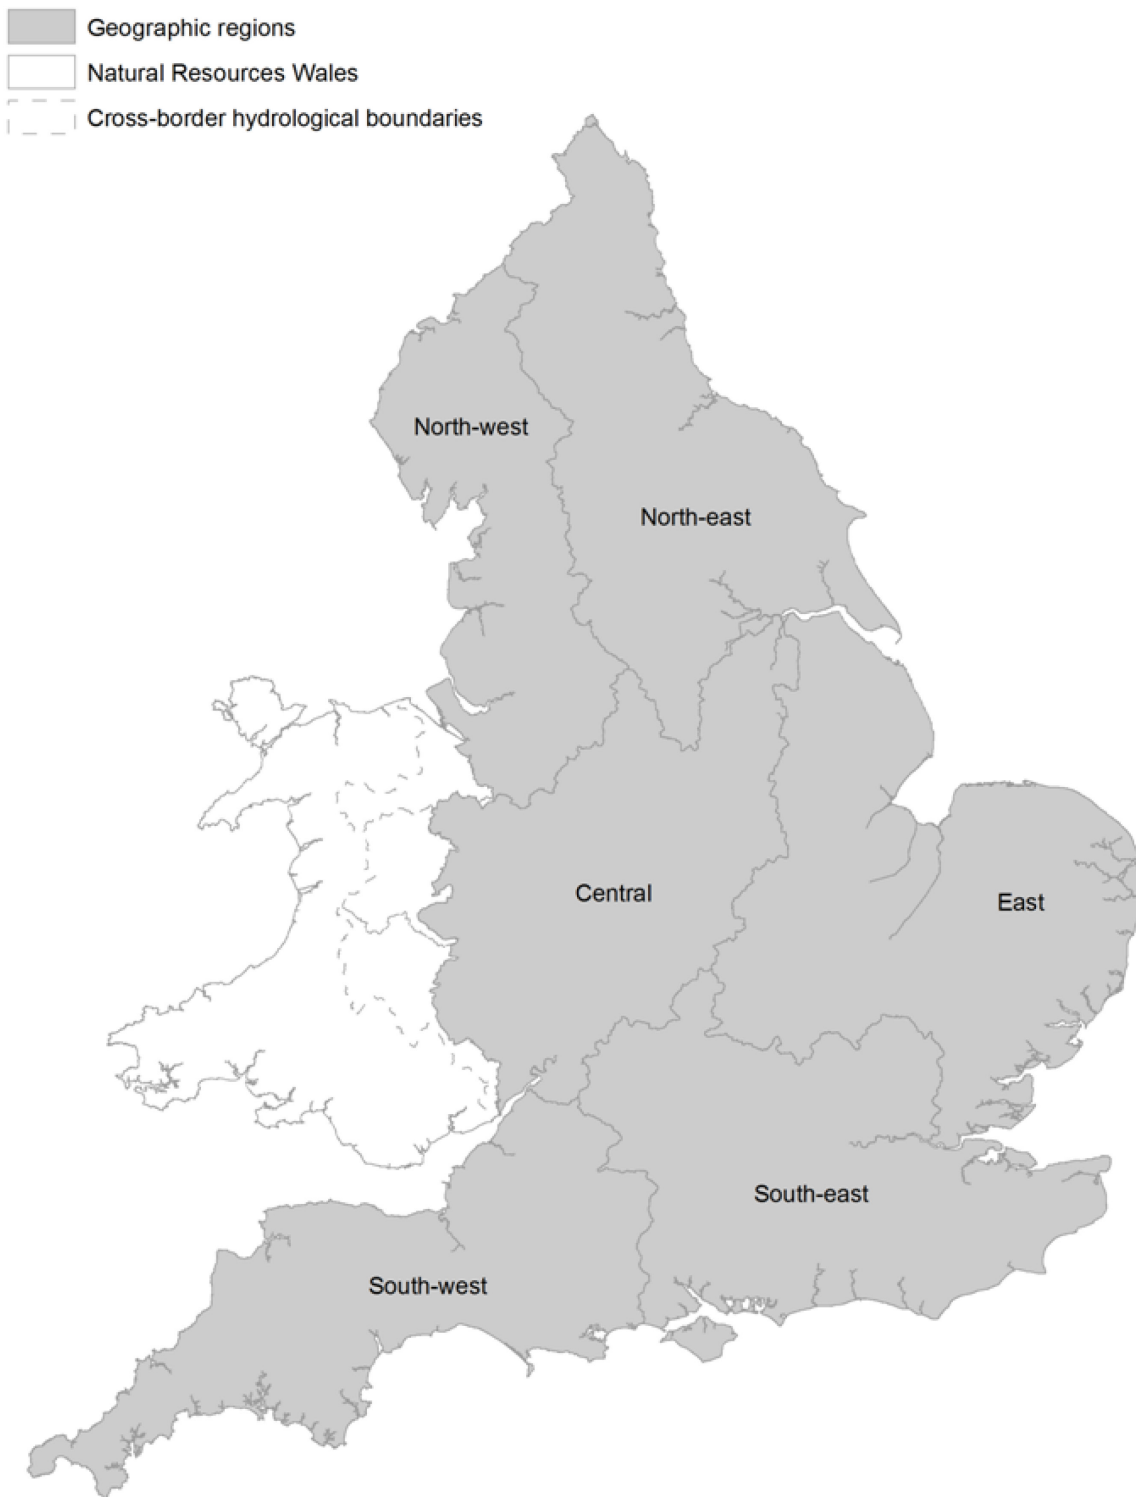 Geographic regions
Natural Resources Wales
Cross-border hydrological boundaries
North-west
North-east
Central
East
South-east
South-west